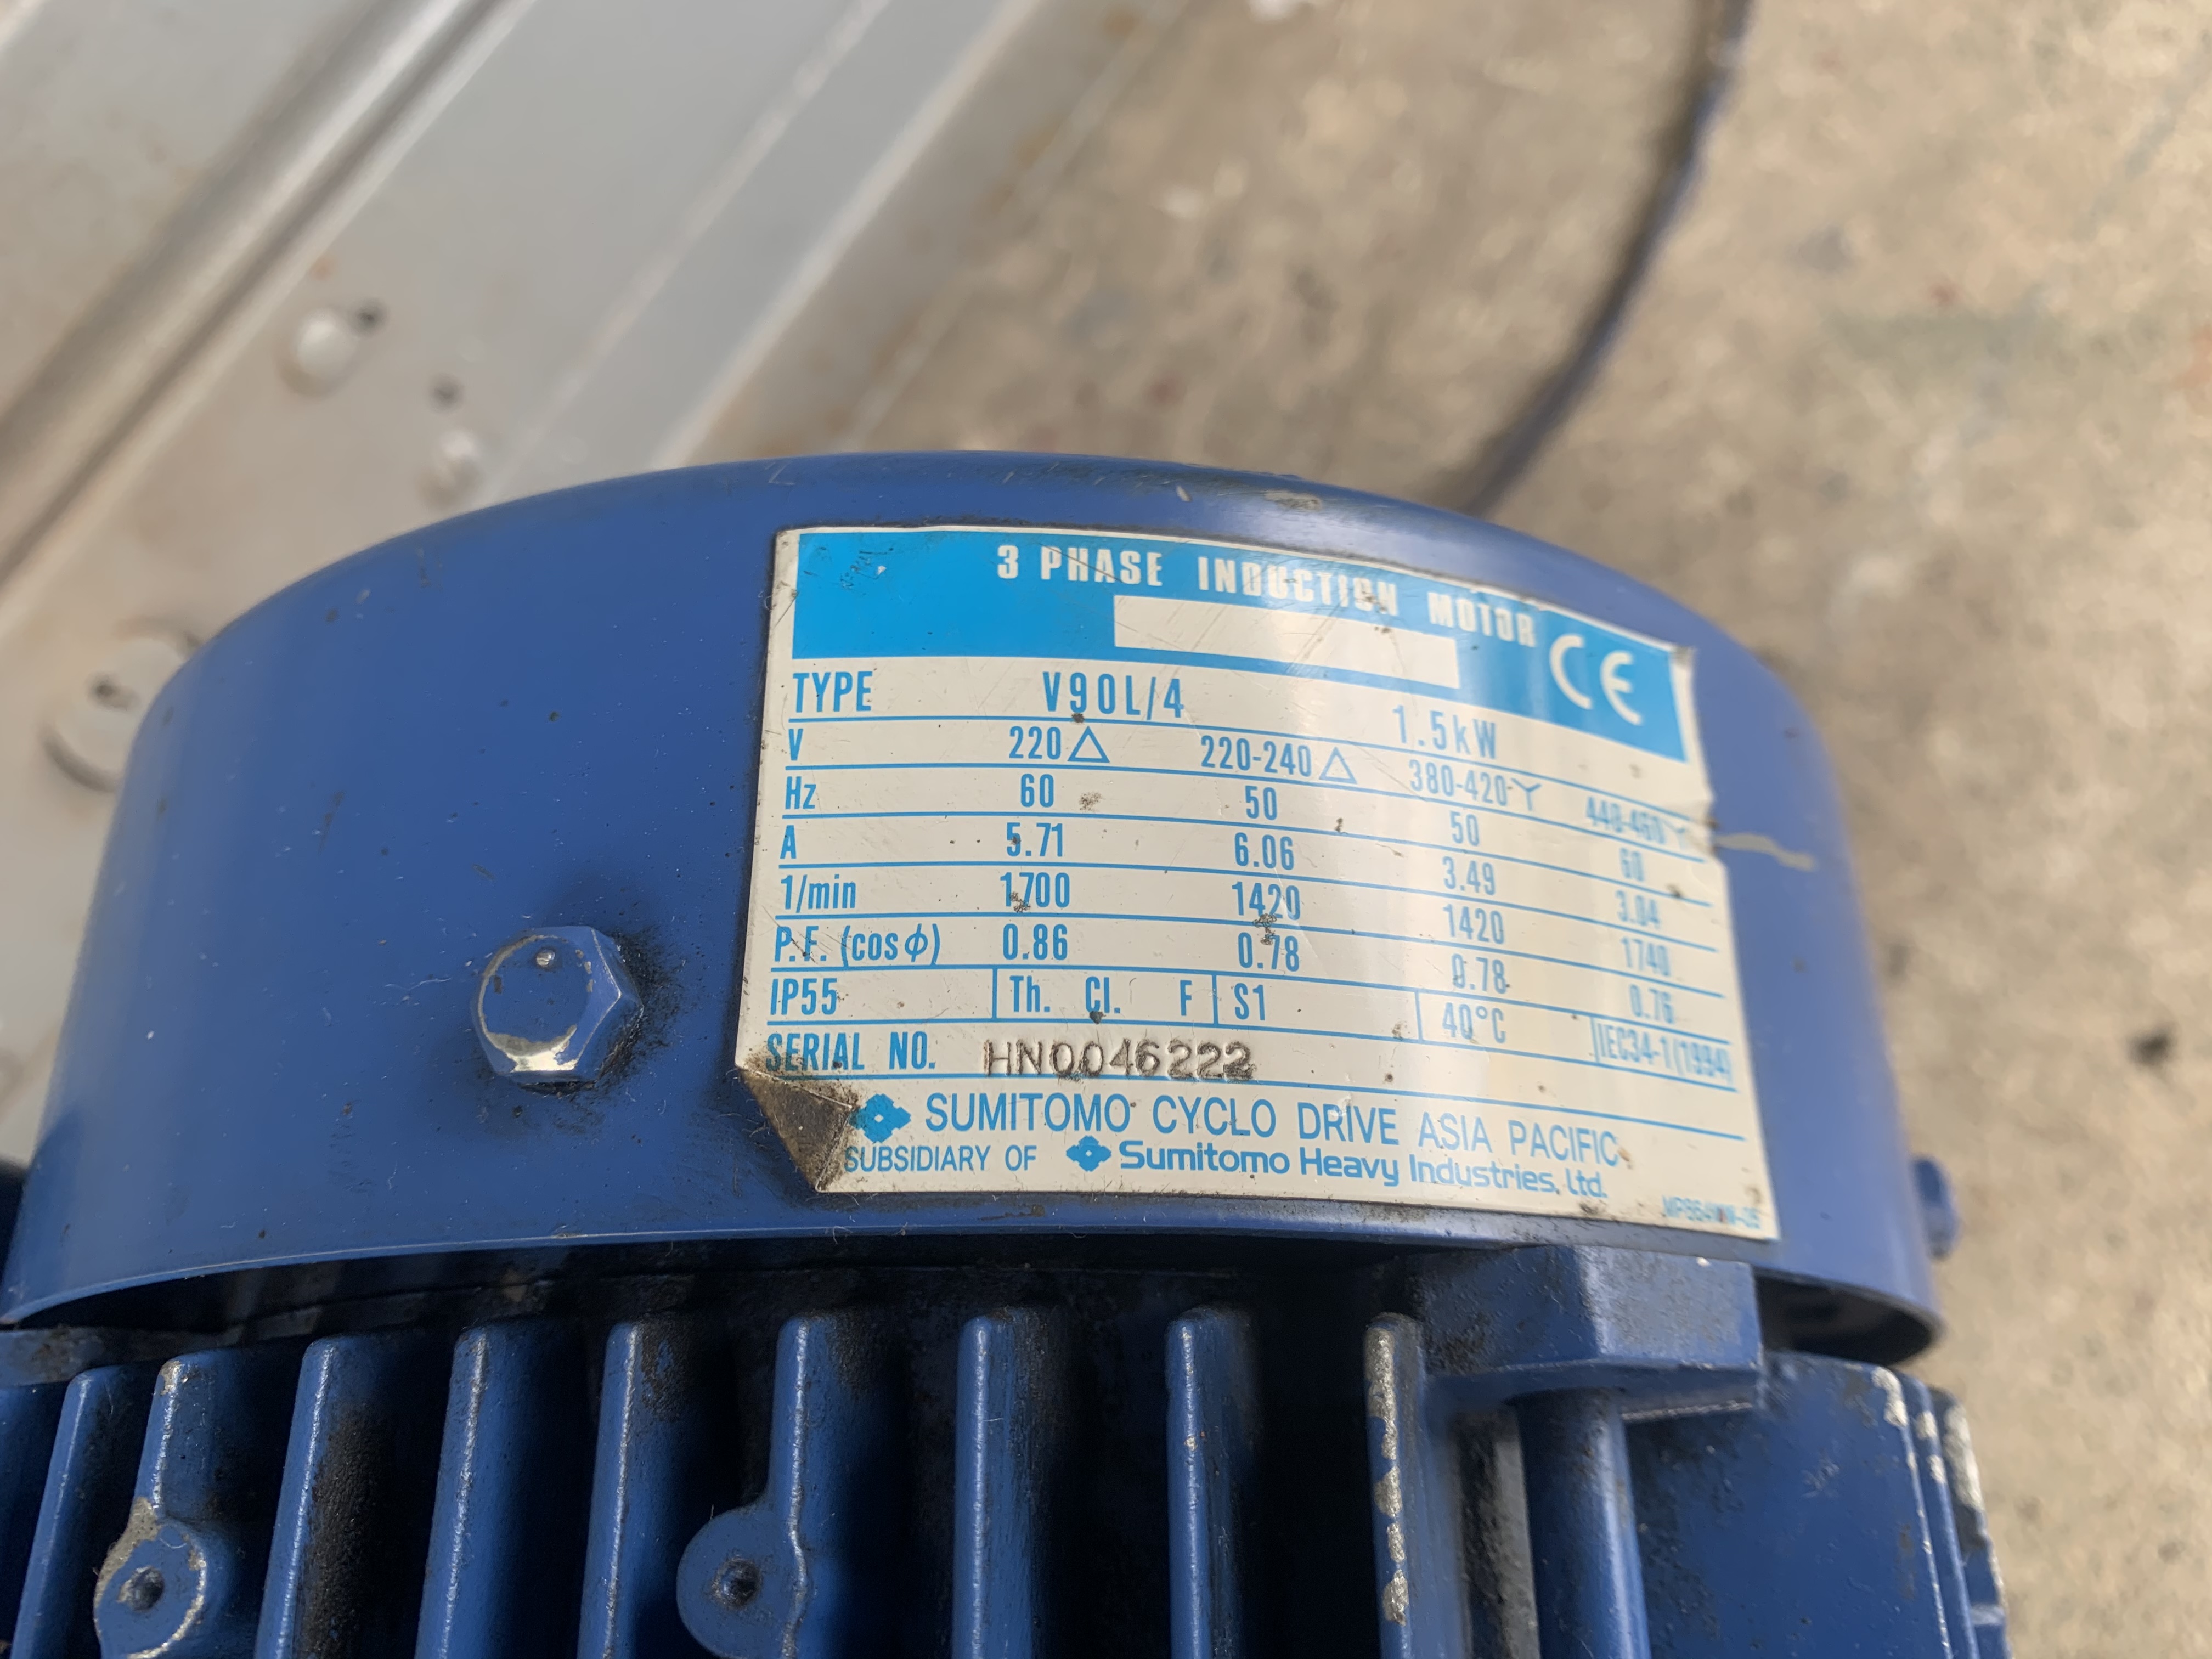 3 PHASE INDUCTION MOTOR CE
TYPE V90L/4 1.5kW
V 220△ 220-240△ 380-420Y 440-460Y
Hz 60 50 50 60
A 5.71 6.06 3.49 3.04
1/min 1700 1420 1420 1740
P.F. (cosφ) 0.86 0.78 0.78 0.76
IP55 Th. Cl. F S1 40°C IEC34-1(1994)
SERIAL NO. HN0046222
SUMITOMO CYCLO DRIVE ASIA PACIFIC
SUBSIDIARY OF Sumitomo Heavy Industries, Ltd.